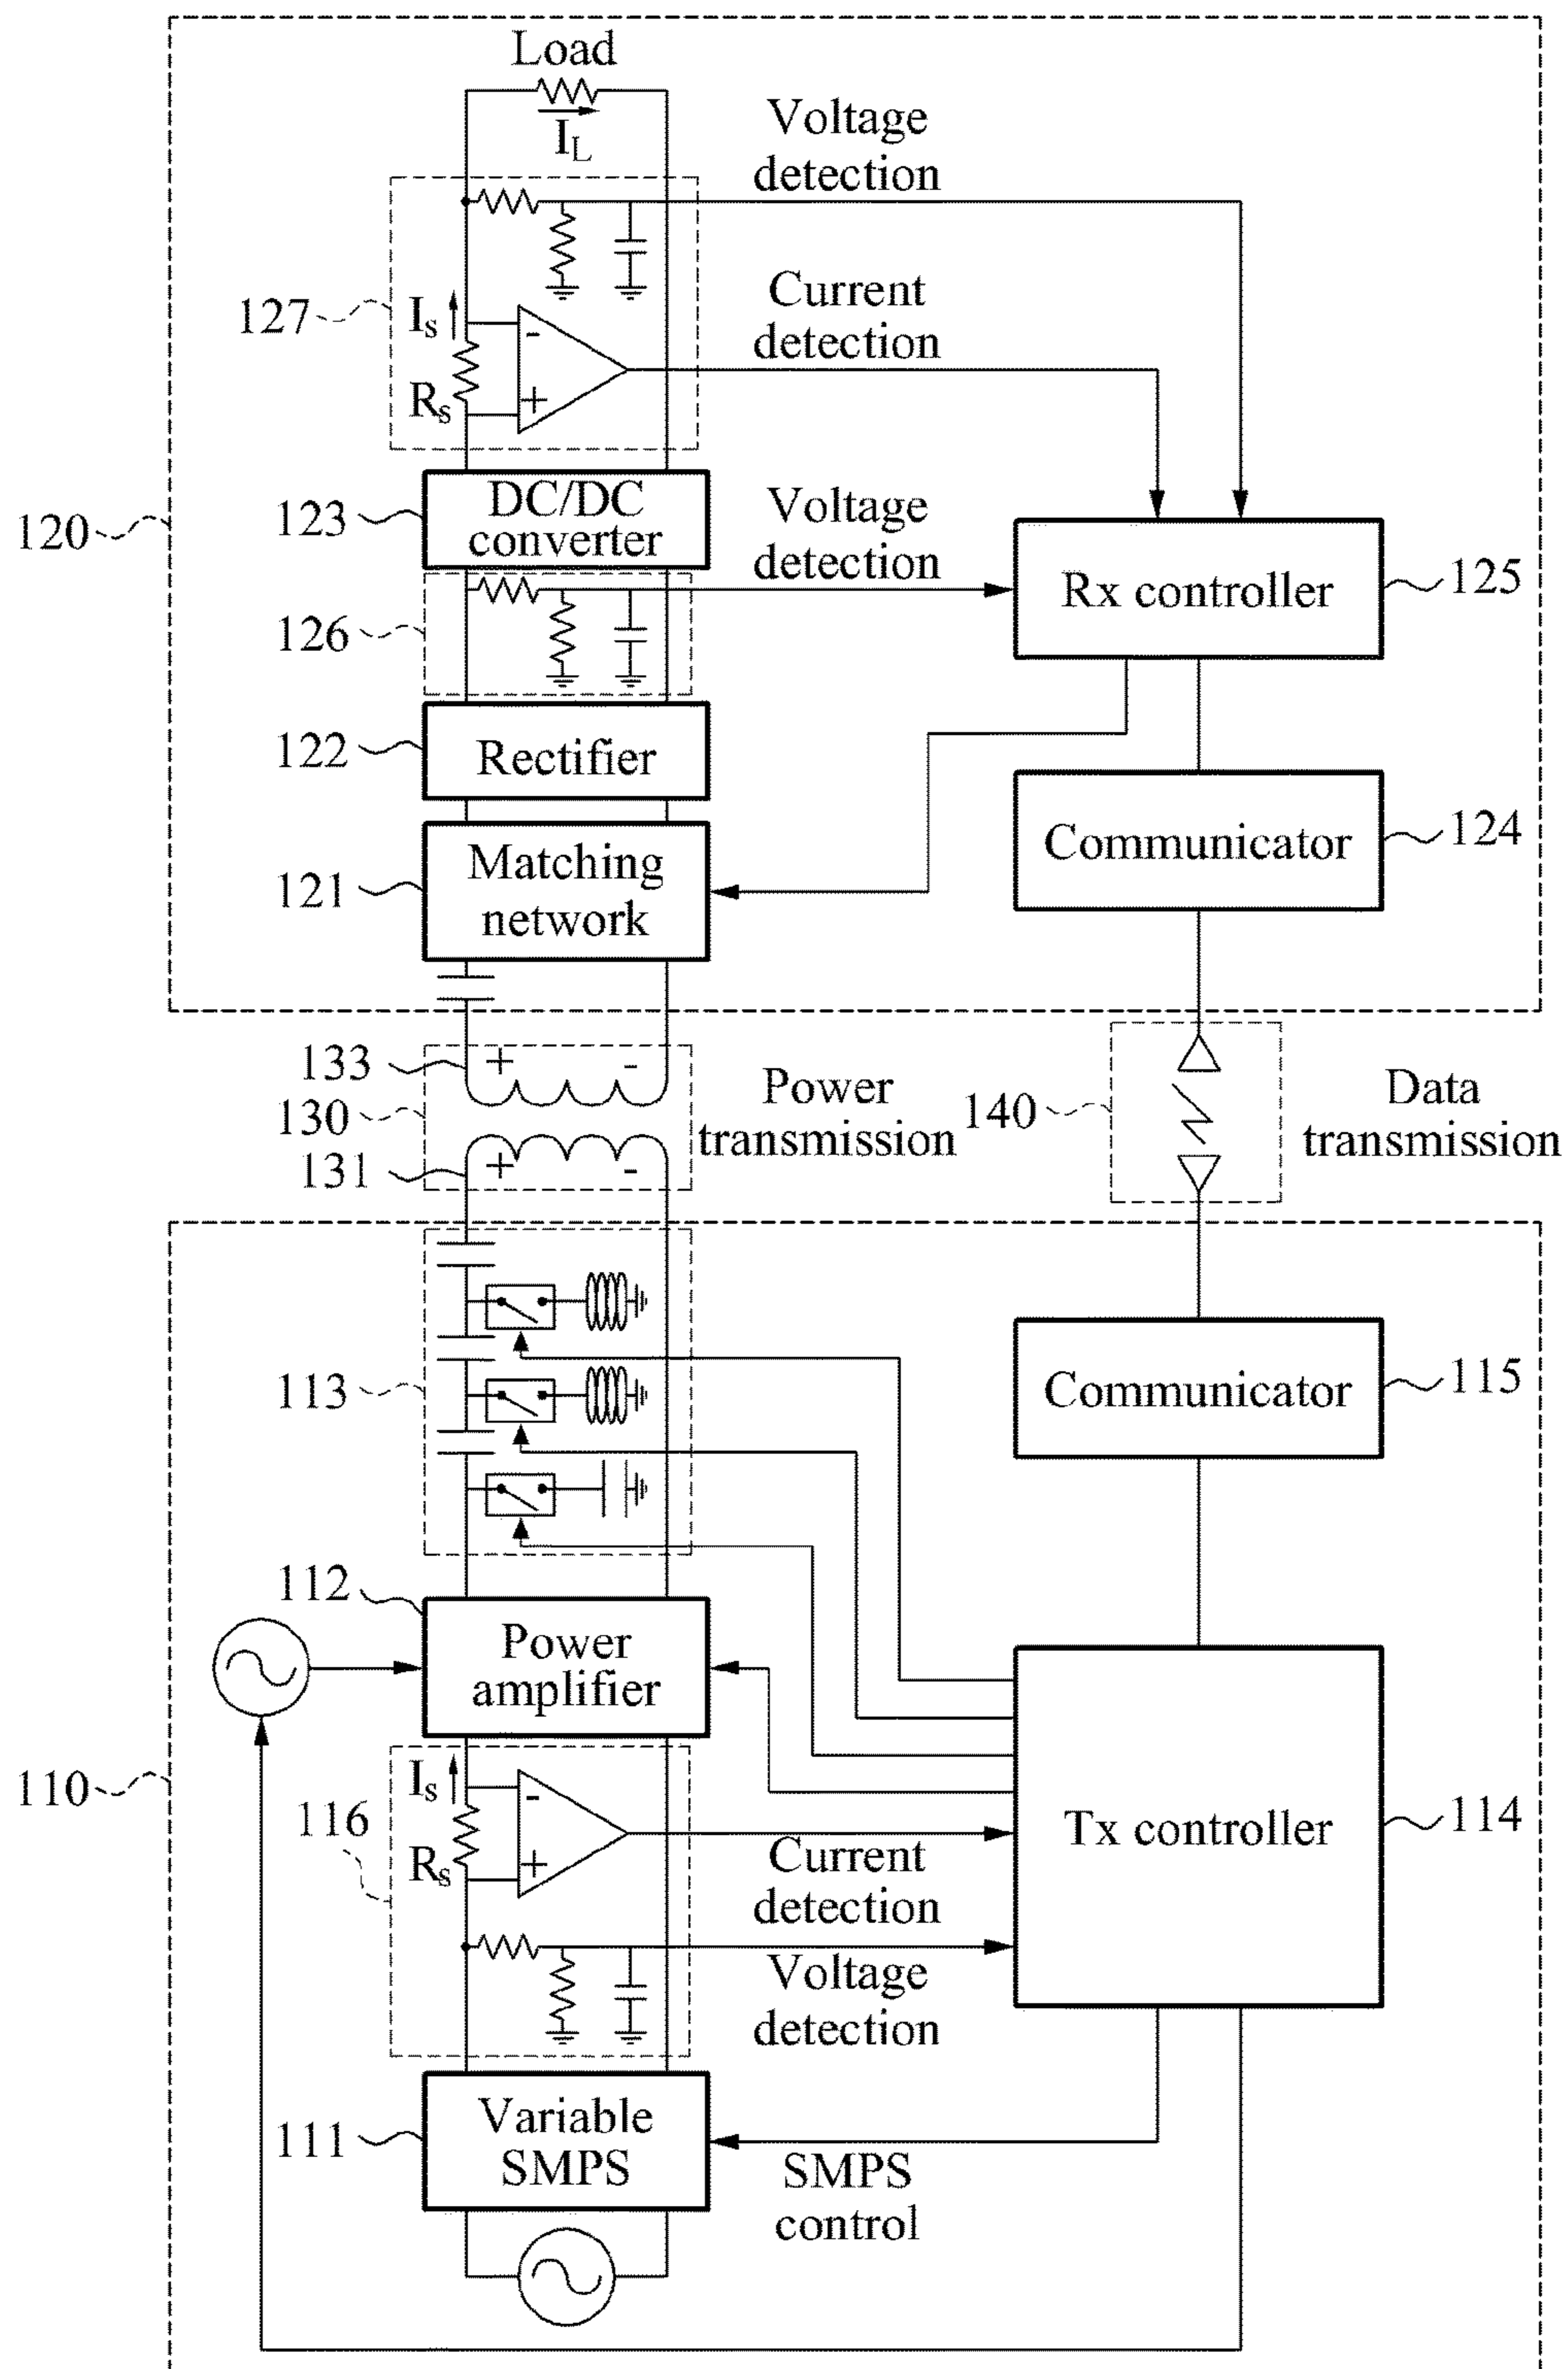 Load
I_L
Voltage
detection
Current
detection
127
I_s
-
+
R_s
DC/DC
converter
123
Voltage
detection
120
Rx controller
125
126
Rectifier
122
Communicator
124
Matching
network
121
133
+ -
130
Power
transmission
140
Data
transmission
131
+ -
Communicator
115
113
112
Power
amplifier
110
I_s
-
116
R_s
+
Tx controller
114
Current
detection
Voltage
detection
Variable
SMPS
111
SMPS
control